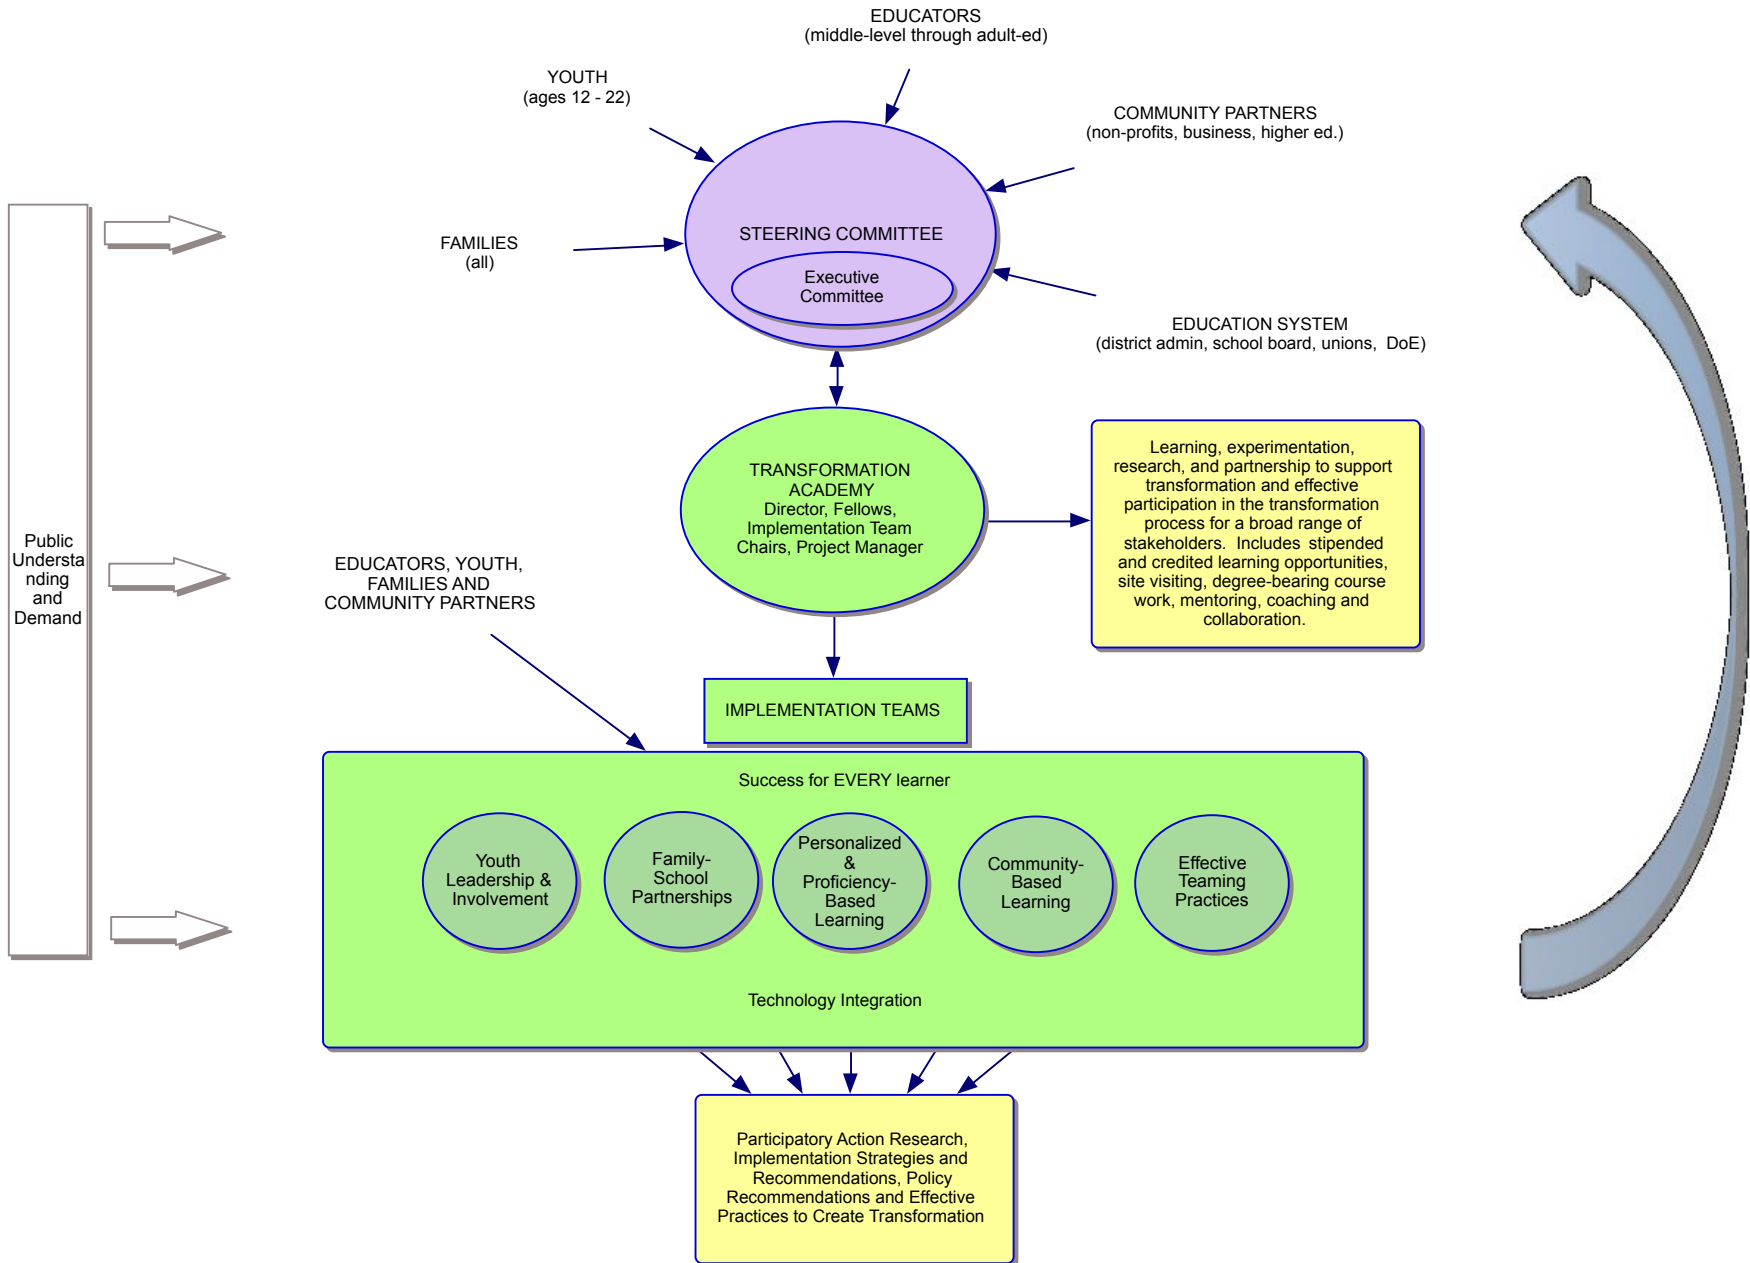 EDUCATORS
(middle-level through adult-ed)
YOUTH
(ages 12 - 22)
COMMUNITY PARTNERS
(non-profits, business, higher ed.)
FAMILIES
(all)
STEERING COMMITTEE
Executive
Committee
EDUCATION SYSTEM
(district admin, school board, unions,  DoE)
Public
Understa
nding
and
Demand
TRANSFORMATION
ACADEMY
Director, Fellows,
Implementation Team
Chairs, Project Manager
Learning, experimentation,
research, and partnership to support
transformation and effective
participation in the transformation
process for a broad range of
stakeholders.  Includes  stipended
and credited learning opportunities,
site visiting, degree-bearing course
work, mentoring, coaching and
collaboration.
EDUCATORS, YOUTH,
FAMILIES AND
COMMUNITY PARTNERS
IMPLEMENTATION TEAMS
Success for EVERY learner
Youth
Leadership &
Involvement
Family-
School
Partnerships
Personalized
&
Proficiency-
Based
Learning
Community-
Based
Learning
Effective
Teaming
Practices
Technology Integration
Participatory Action Research,
Implementation Strategies and
Recommendations, Policy
Recommendations and Effective
Practices to Create Transformation